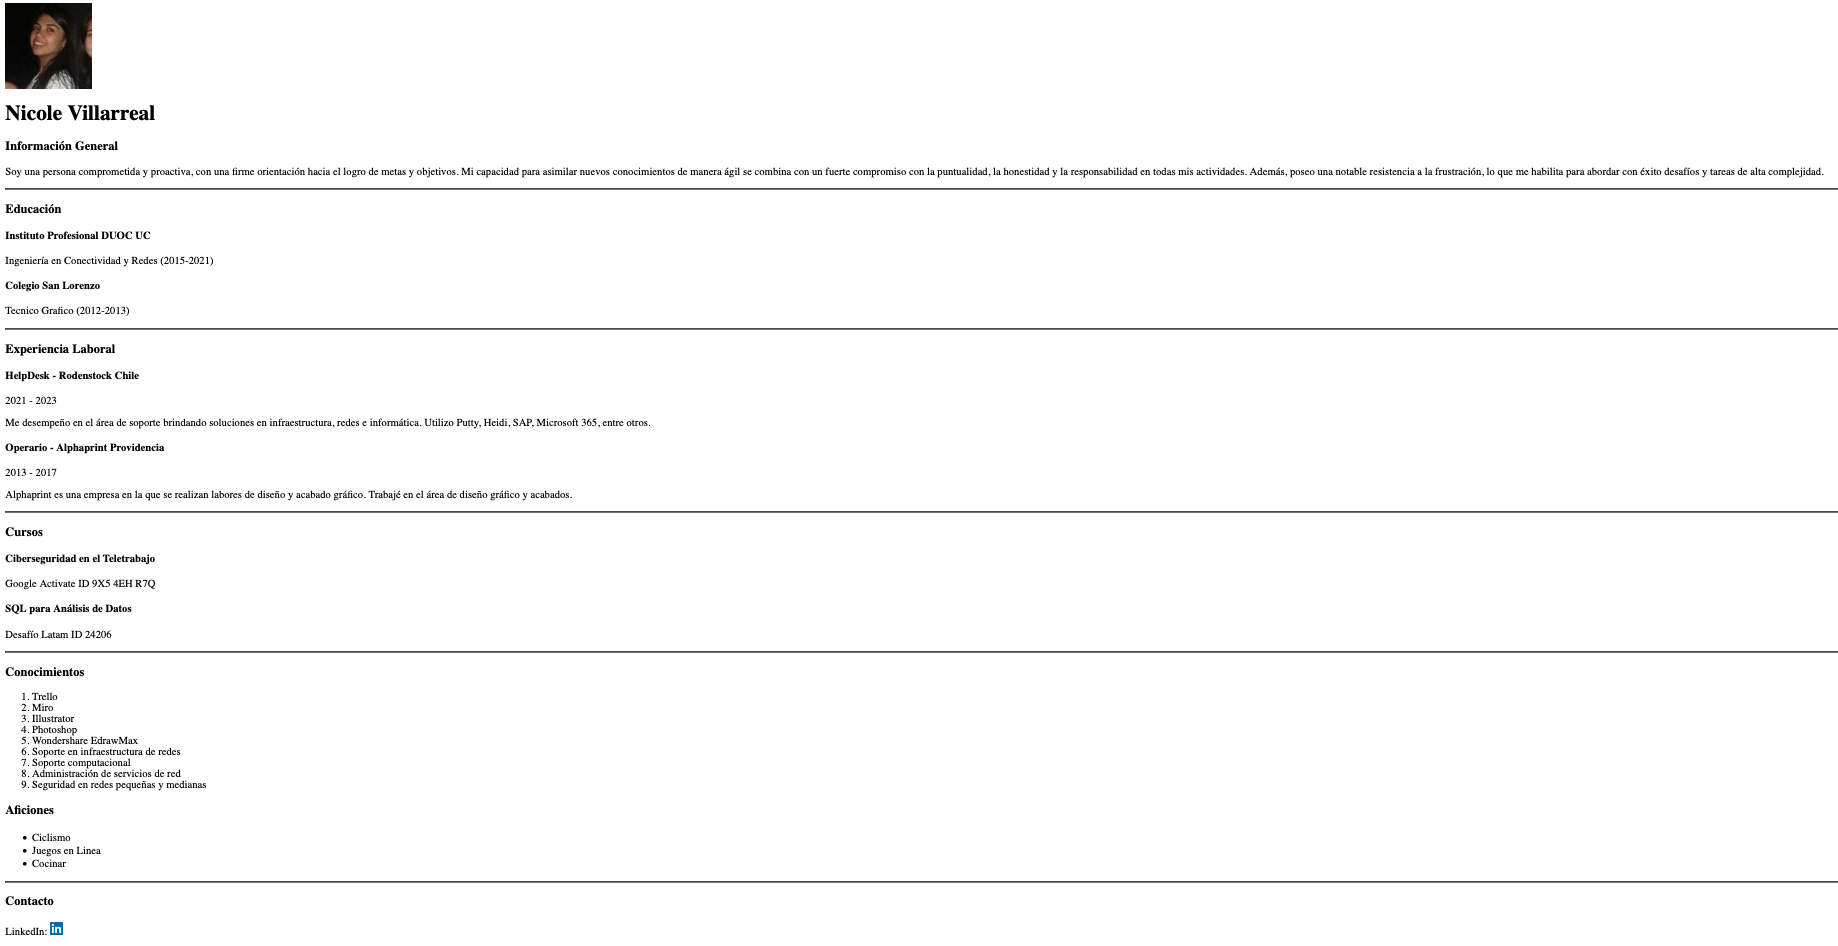 Nicole Villarreal
Información General
Soy una persona comprometida y proactiva, con una firme orientación hacia el logro de metas y objetivos. Mi capacidad para asimilar nuevos conocimientos de manera ágil se combina con un fuerte compromiso con la puntualidad, la honestidad y la responsabilidad en todas mis actividades. Además, poseo una notable resistencia a la frustración, lo que me habilita para abordar con éxito desafíos y tareas de alta complejidad.
Educación
Instituto Profesional DUOC UC
Ingeniería en Conectividad y Redes (2015-2021)
Colegio San Lorenzo
Tecnico Grafico (2012-2013)
Experiencia Laboral
HelpDesk - Rodenstock Chile
2021 - 2023
Me desempeño en el área de soporte brindando soluciones en infraestructura, redes e informática. Utilizo Putty, Heidi, SAP, Microsoft 365, entre otros.
Operario - Alphaprint Providencia
2013 - 2017
Alphaprint es una empresa en la que se realizan labores de diseño y acabado gráfico. Trabajé en el área de diseño gráfico y acabados.
Cursos
Ciberseguridad en el Teletrabajo
Google Activate ID 9X5 4EH R7Q
SQL para Análisis de Datos
Desafío Latam ID 24206
Conocimientos
1. Trello
2. Miro
3. Illustrator
4. Photoshop
5. Wondershare EdrawMax
6. Soporte en infraestructura de redes
7. Soporte computacional
8. Administración de servicios de red
9. Seguridad en redes pequeñas y medianas
Aficiones
• Ciclismo
• Juegos en Linea
• Cocinar
Contacto
LinkedIn: in